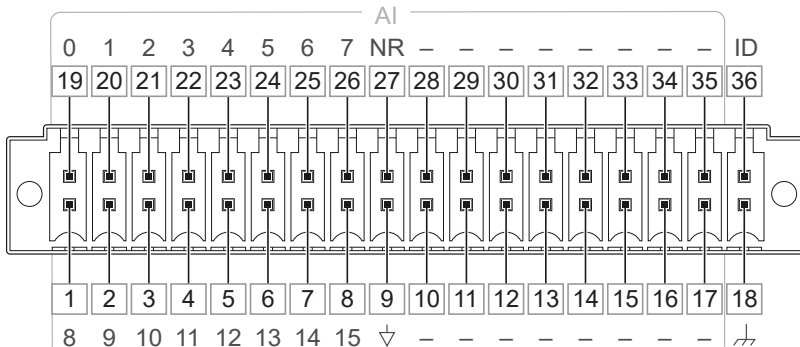 AI
0 1 2 3 4 5 6 7 NR – – – – – – – – ID
19 20 21 22 23 24 25 26 27 28 29 30 31 32 33 34 35 36
1 2 3 4 5 6 7 8 9 10 11 12 13 14 15 16 17 18
8 9 10 11 12 13 14 15 – – – – – – – –